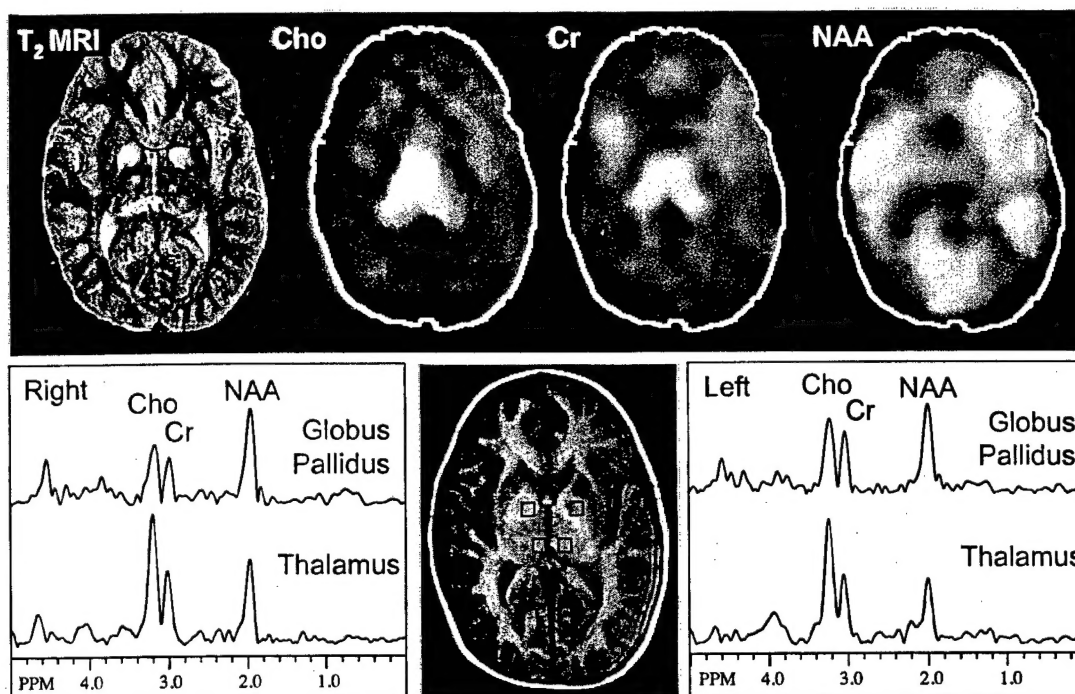 T₂ MRI Cho Cr NAA
Right
Cho NAA
Cr
Globus
Pallidus
Thalamus
PPM 4.0 3.0 2.0 1.0
Left
Cho NAA
Cr
Globus
Pallidus
Thalamus
PPM 4.0 3.0 2.0 1.0